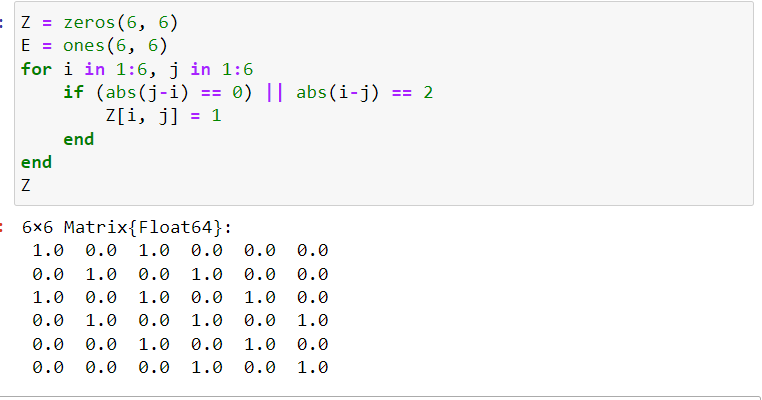 Z = zeros(6, 6)
E = ones(6, 6)
for i in 1:6, j in 1:6
    if (abs(j-i) == 0) || abs(i-j) == 2
        Z[i, j] = 1
    end
end
Z
6×6 Matrix{Float64}:
 1.0  0.0  1.0  0.0  0.0  0.0
 0.0  1.0  0.0  1.0  0.0  0.0
 1.0  0.0  1.0  0.0  1.0  0.0
 0.0  1.0  0.0  1.0  0.0  1.0
 0.0  0.0  1.0  0.0  1.0  0.0
 0.0  0.0  0.0  1.0  0.0  1.0